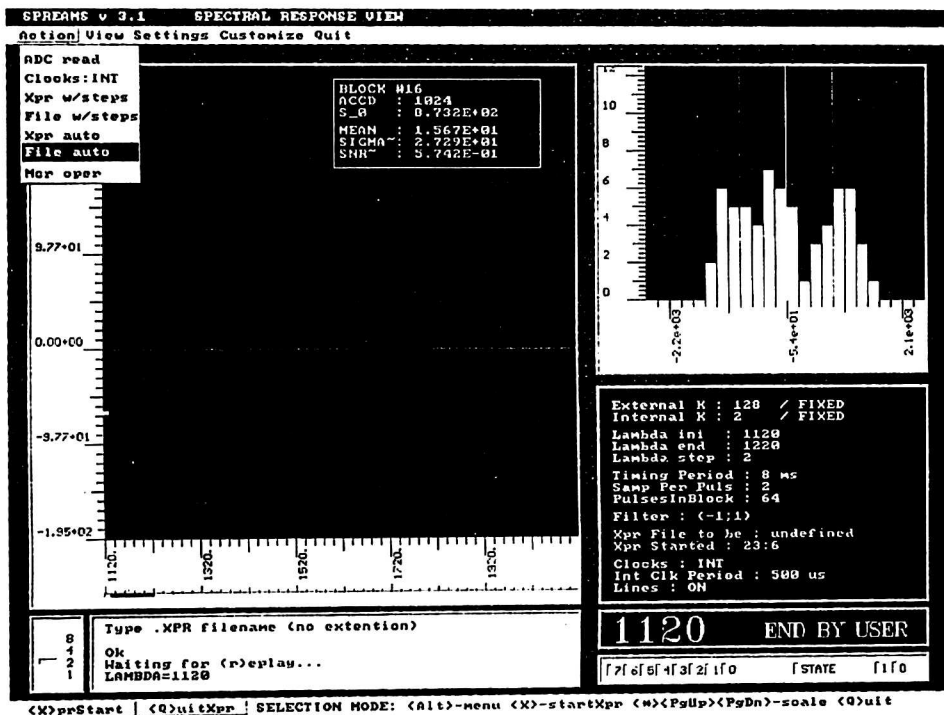 SPREAMS v 3.1 SPECTRAL RESPONSE VIEW
Action View Settings Customize Quit
ADC read
Clocks:INT
Xpr w/steps
File w/steps
Xpr auto
File auto
Mor oper
BLOCK #16
ACCD : 1024
S_0 : 8.732E+02
MEAN : 1.567E+01
SIGMA~: 2.729E+01
SNR~ : 5.742E-01
9.77+01
0.00+00
-9.77+01
-1.95+02
1120.
1320.
1520.
1720.
1320.
12
10
8
6
4
2
0
-2.2e+03
-5.4e+01
2.1e+03
External K : 128 / FIXED
Internal K : 2 / FIXED
Lambda ini : 1120
Lambda end : 1220
Lambda step : 2
Timing Period : 8 ms
Samp Per Puls : 2
PulsesInBlock : 64
Filter : (-1;1)
Xpr File to be : undefined
Xpr Started : 23:6
Clocks : INT
Int Clk Period : 500 us
Lines : ON
8
4
2
1
Type .XPR filename (no extention)
Ok
Waiting for (r)eplay...
LAMBDA=1120
1120 END BY USER
7 6 5 4 3 2 1 0 STATE 1 0
<X>prStart | <Q>uitXpr | SELECTION MODE: <Alt>-menu <X>-startXpr <*><PgUp><PgDn>-scale <Q>uit